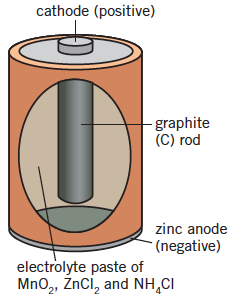 cathode (positive)
graphite
(C) rod
zinc anode
(negative)
electrolyte paste of
MnO₂, ZnCl₂ and NH₄Cl